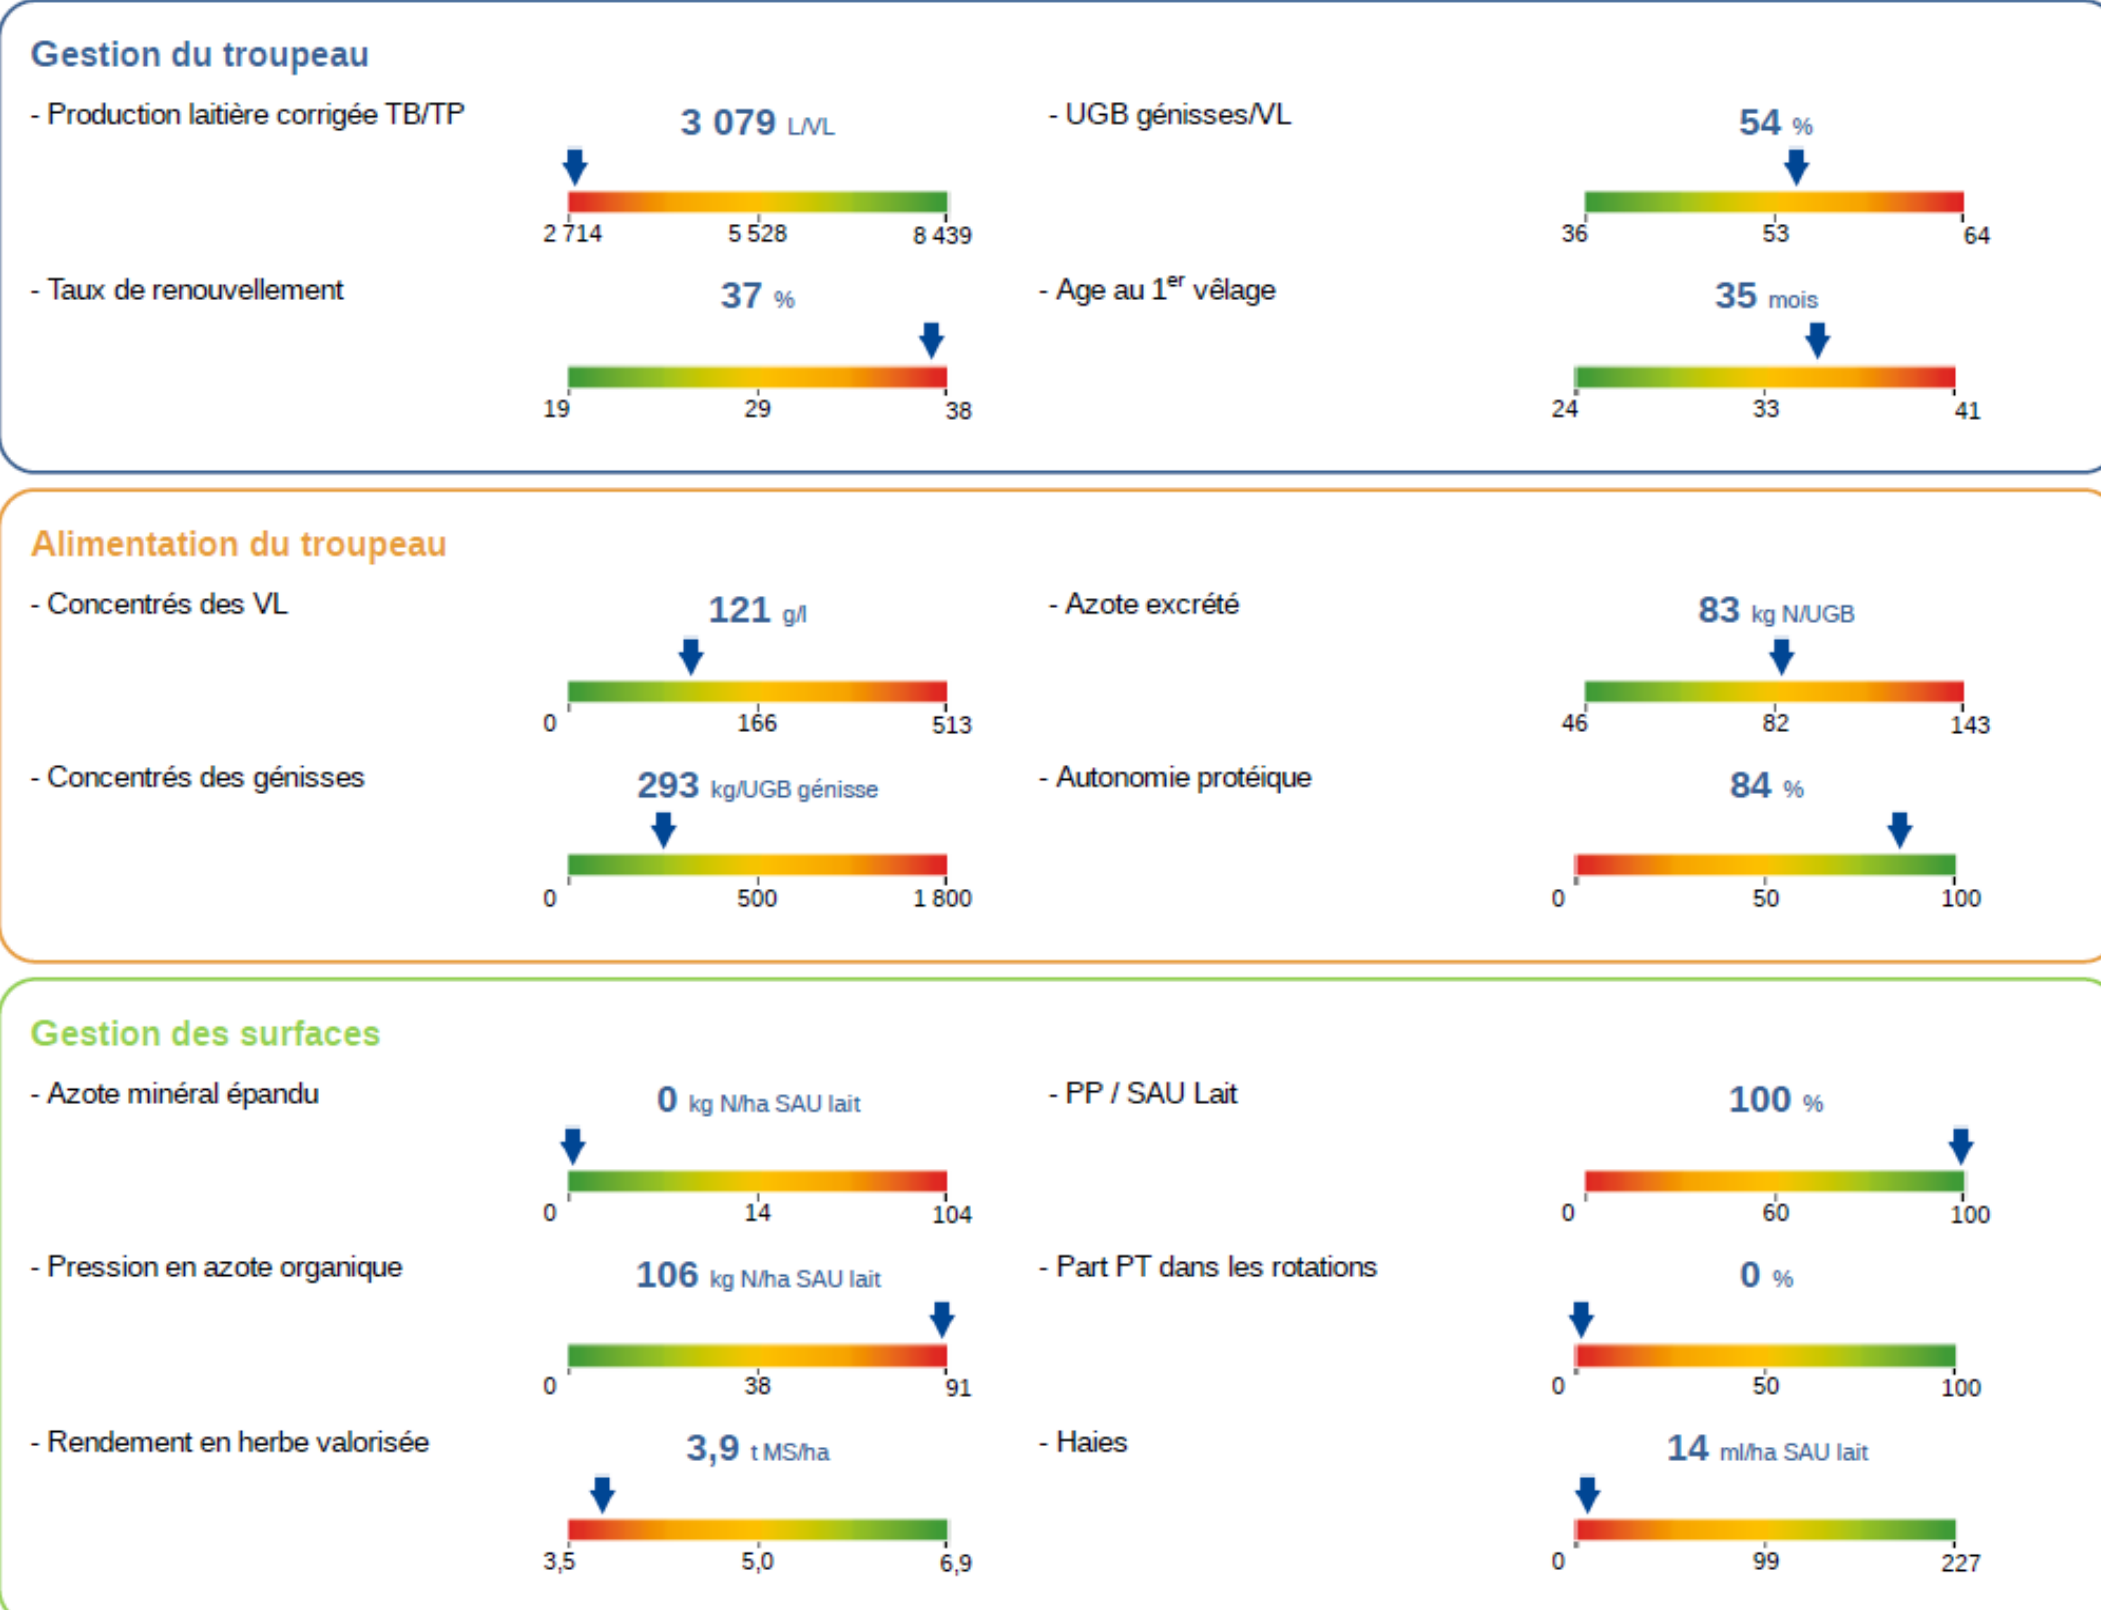 Gestion du troupeau
- Production laitière corrigée TB/TP
3 079 L/VL
2 714 5 528 8 439
- UGB génisses/VL
54 %
36 53 64
- Taux de renouvellement
37 %
19 29 38
- Age au 1er vêlage
35 mois
24 33 41
Alimentation du troupeau
- Concentrés des VL
121 g/l
0 166 513
- Azote excrété
83 kg N/UGB
46 82 143
- Concentrés des génisses
293 kg/UGB génisse
0 500 1 800
- Autonomie protéique
84 %
0 50 100
Gestion des surfaces
- Azote minéral épandu
0 kg N/ha SAU lait
0 14 104
- PP / SAU Lait
100 %
0 60 100
- Pression en azote organique
106 kg N/ha SAU lait
0 38 91
- Part PT dans les rotations
0 %
0 50 100
- Rendement en herbe valorisée
3,9 t MS/ha
3,5 5,0 6,9
- Haies
14 ml/ha SAU lait
0 99 227